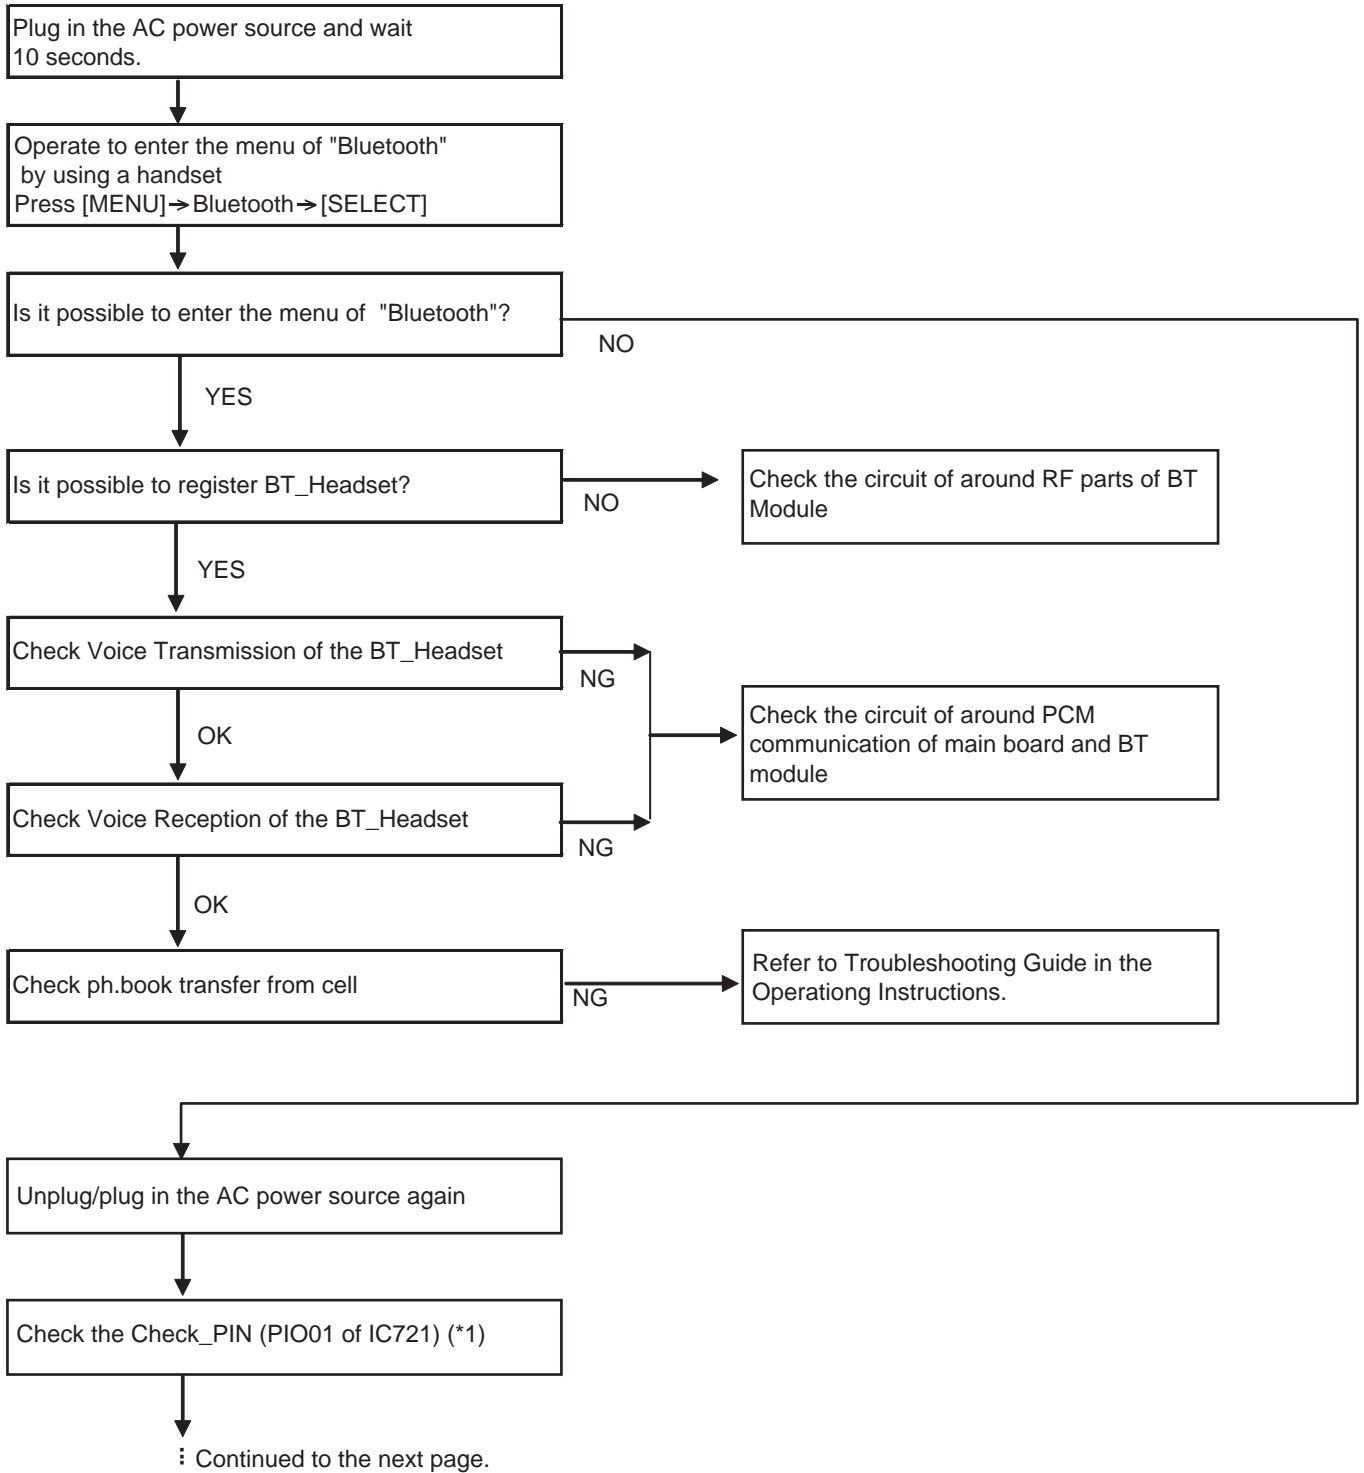 Plug in the AC power source and wait
10 seconds.
Operate to enter the menu of "Bluetooth"
by using a handset
Press [MENU]→Bluetooth→[SELECT]
Is it possible to enter the menu of "Bluetooth"?
NO
YES
Is it possible to register BT_Headset?
NO
Check the circuit of around RF parts of BT
Module
YES
Check Voice Transmission of the BT_Headset
NG
OK
Check the circuit of around PCM
communication of main board and BT
module
Check Voice Reception of the BT_Headset
NG
OK
Check ph.book transfer from cell
NG
Refer to Troubleshooting Guide in the
Operationg Instructions.
Unplug/plug in the AC power source again
Check the Check_PIN (PIO01 of IC721) (*1)
Continued to the next page.